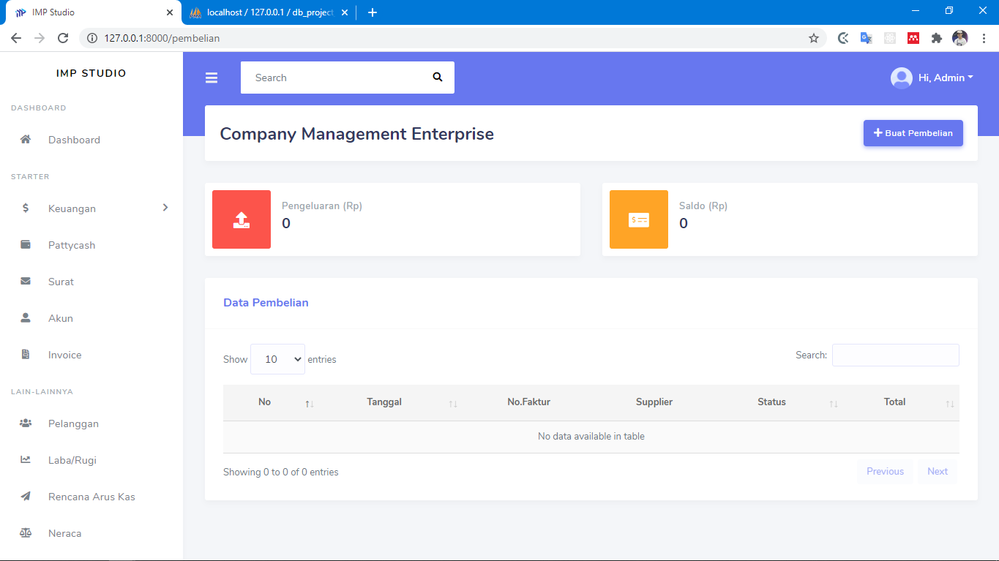 IMP Studio
localhost / 127.0.0.1 / db_project
127.0.0.1:8000/pembelian
IMP STUDIO
Search
Hi, Admin
DASHBOARD
Dashboard
STARTER
Keuangan
Pattycash
Surat
Akun
Invoice
LAIN-LAINNYA
Pelanggan
Laba/Rugi
Rencana Arus Kas
Neraca
Company Management Enterprise
Buat Pembelian
Pengeluaran (Rp)
0
Saldo (Rp)
0
Data Pembelian
Show 10 entries
Search:
No Tanggal No.Faktur Supplier Status Total
No data available in table
Showing 0 to 0 of 0 entries
Previous Next